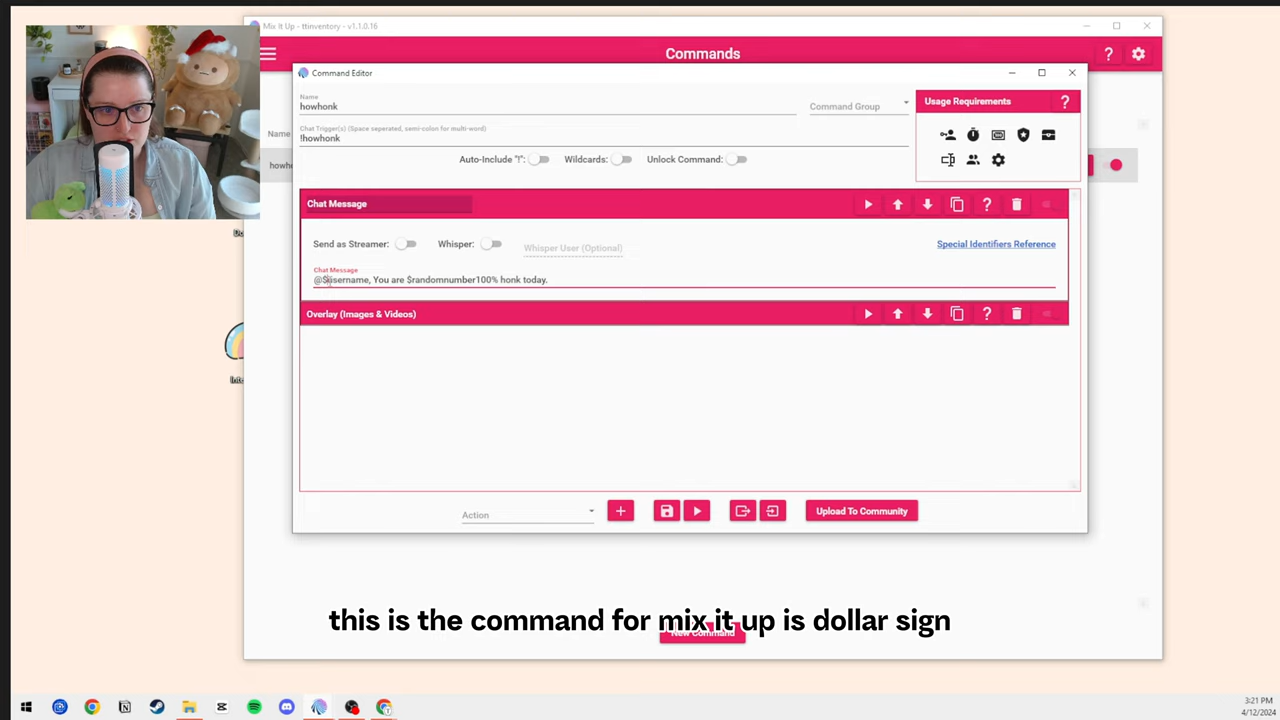 Mix It Up - ttinventory - v1.1.0.16
Commands
?
Command Editor
Name
howhonk
Command Group
Usage Requirements
?
Chat Trigger(s) (Space seperated, semi-colon for multi-word)
!howhonk
Name
Auto-Include "!":
Wildcards:
Unlock Command:
Chat Message
?
Send as Streamer:
Whisper:
Whisper User (Optional)
Special Identifiers Reference
Chat Message
@$username, You are $randomnumber100% honk today.
Overlay (Images & Videos)
?
Action
Upload To Community
this is the command for mix it up is dollar sign
New Command
3:21 PM
4/12/2024